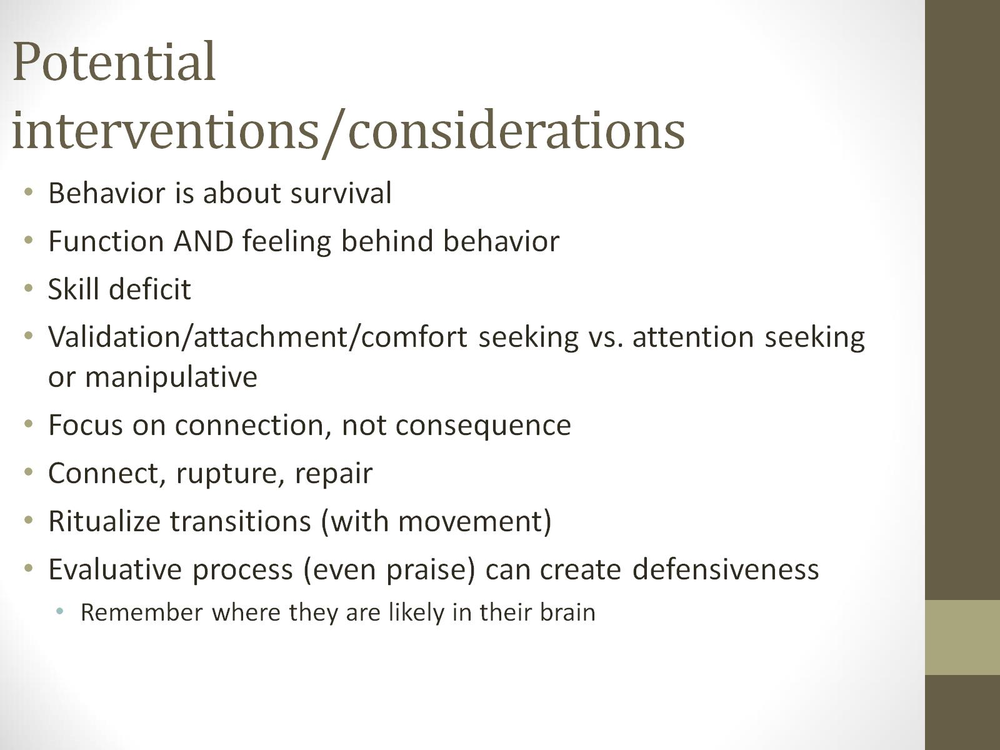 Potential
interventions/considerations
• Behavior is about survival
• Function AND feeling behind behavior
• Skill deficit
• Validation/attachment/comfort seeking vs. attention seeking
or manipulative
• Focus on connection, not consequence
• Connect, rupture, repair
• Ritualize transitions (with movement)
• Evaluative process (even praise) can create defensiveness
• Remember where they are likely in their brain